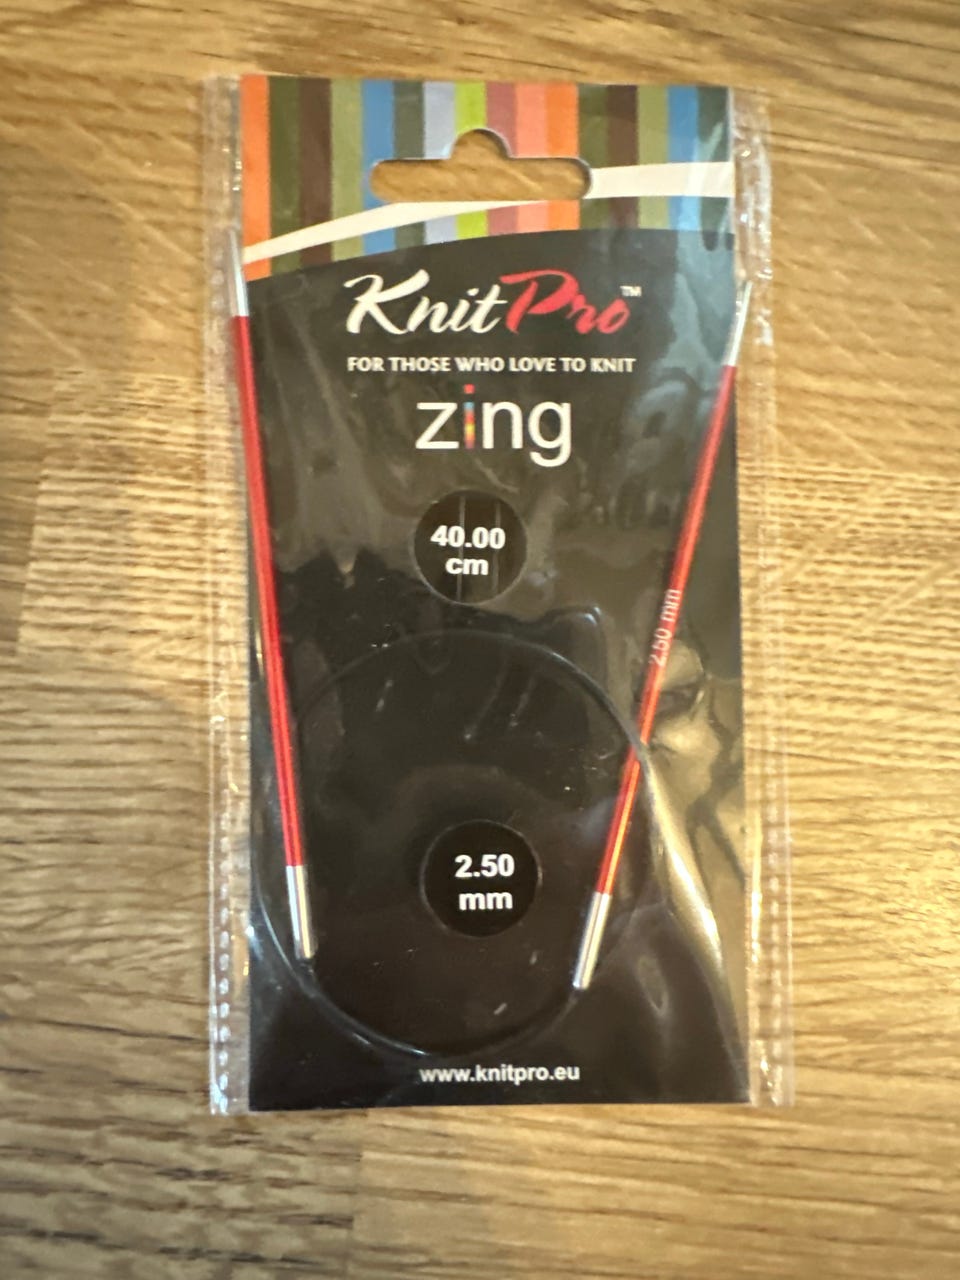 KnitPro™
FOR THOSE WHO LOVE TO KNIT
zing
40.00
cm
2.50 mm
2.50
mm
www.knitpro.eu